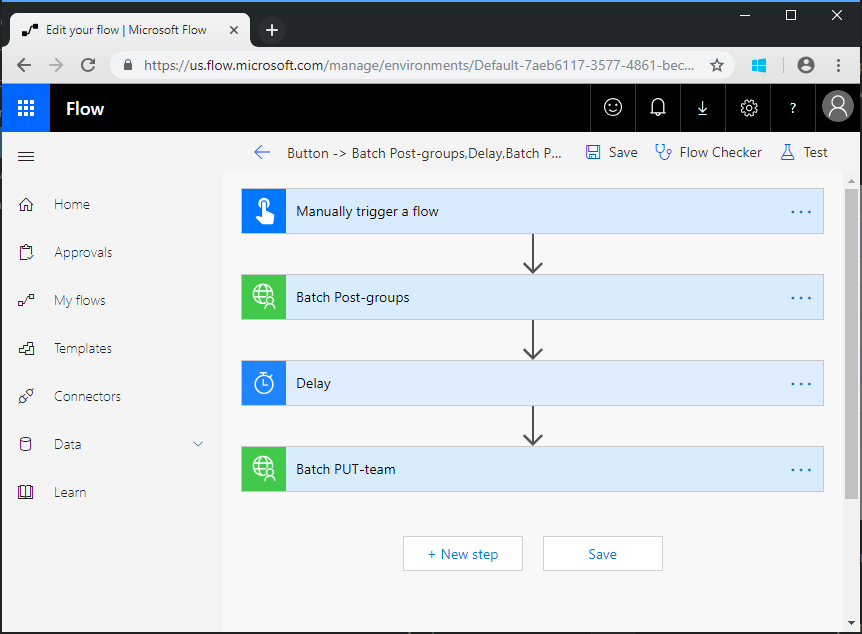 Edit your flow | Microsoft Flow
https://us.flow.microsoft.com/manage/environments/Default-7aeb6117-3577-4861-bec...
Flow
?
Button -> Batch Post-groups,Delay,Batch P...
Save
Flow Checker
Test
Home
Approvals
My flows
Templates
Connectors
Data
Learn
Manually trigger a flow
Batch Post-groups
Delay
Batch PUT-team
+ New step
Save